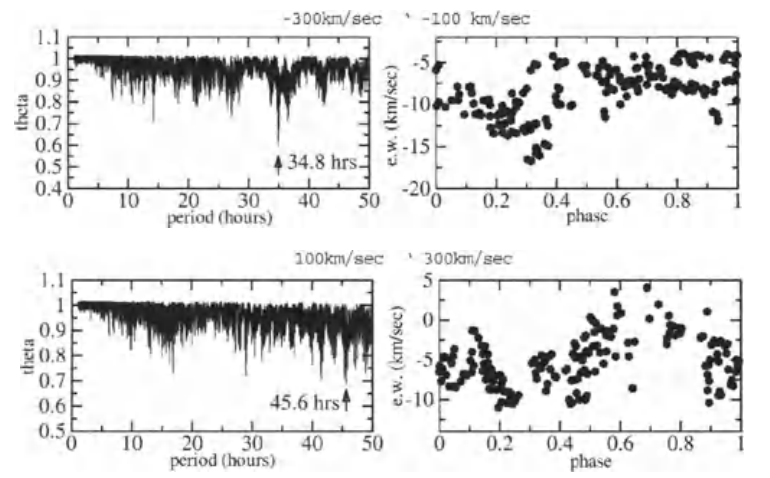 -300km/sec ` -100 km/sec
1.1
1
0.9
0.8
0.7
0.6
0.5
0.4
theta
34.8 hrs
0 10 20 30 40 50
period (hours)
-5
-10
-15
-20
e.w. (km/sec)
0 0.2 0.4 0.6 0.8 1
phase
100km/sec ` 300km/sec
1.1
1
0.9
0.8
0.7
0.6
0.5
theta
45.6 hrs
0 10 20 30 40 50
period (hours)
5
0
-5
-10
e.w. (km/sec)
0 0.2 0.4 0.6 0.8 1
phase